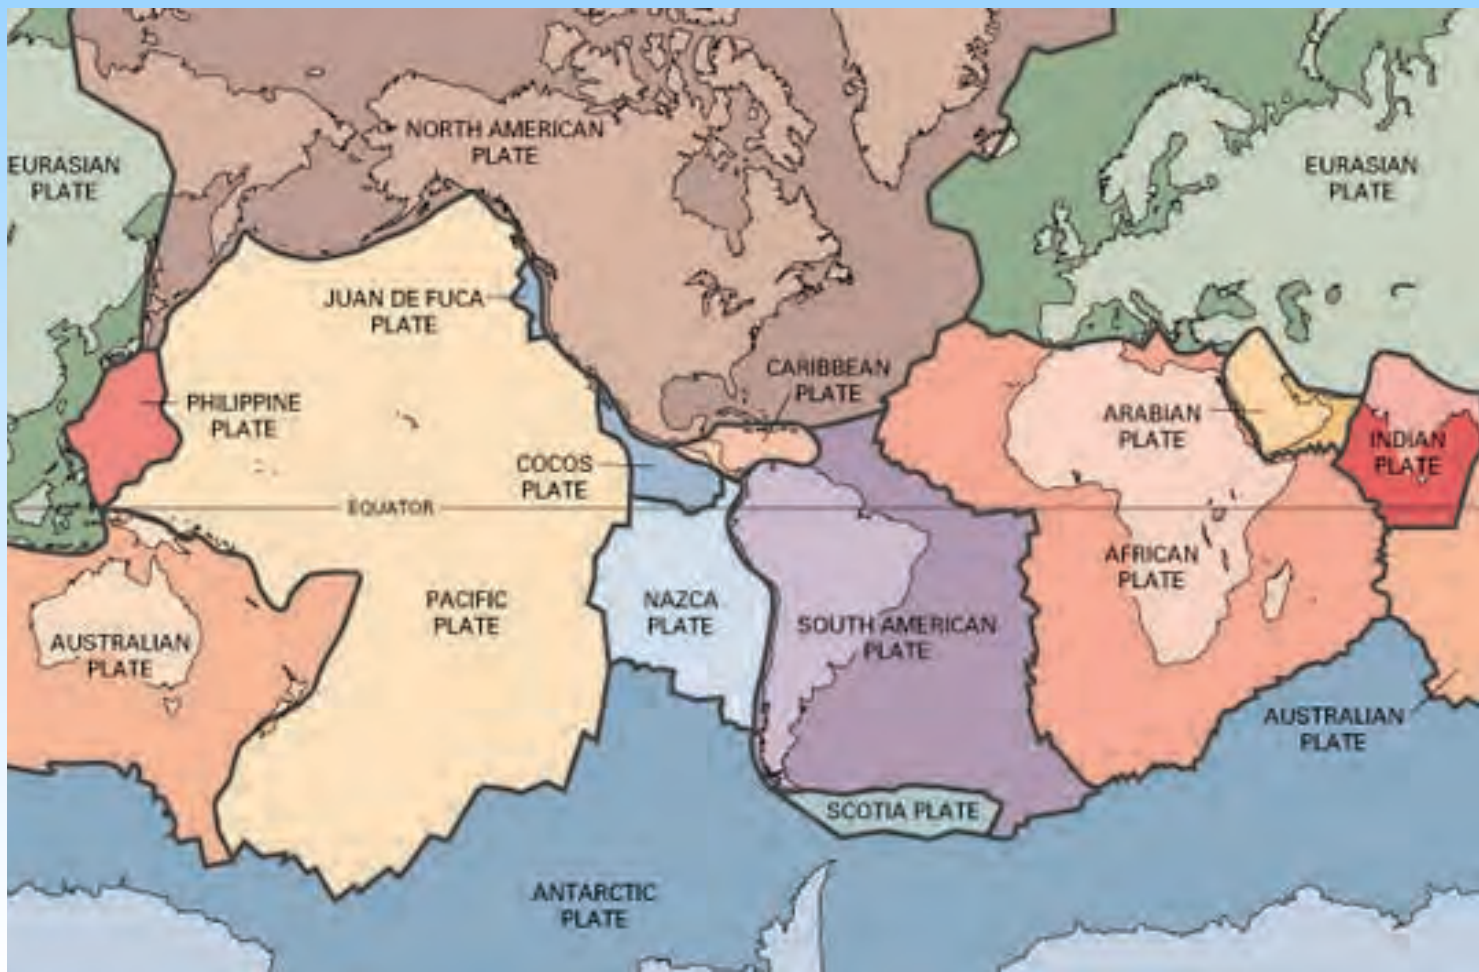 NORTH AMERICAN
PLATE
EURASIAN
PLATE
EURASIAN
PLATE
JUAN DE FUCA
PLATE
CARIBBEAN
PLATE
PHILIPPINE
PLATE
ARABIAN
PLATE
INDIAN
PLATE
COCOS
PLATE
EQUATOR
AFRICAN
PLATE
PACIFIC
PLATE
NAZCA
PLATE
SOUTH AMERICAN
PLATE
AUSTRALIAN
PLATE
AUSTRALIAN
PLATE
SCOTIA PLATE
ANTARCTIC
PLATE